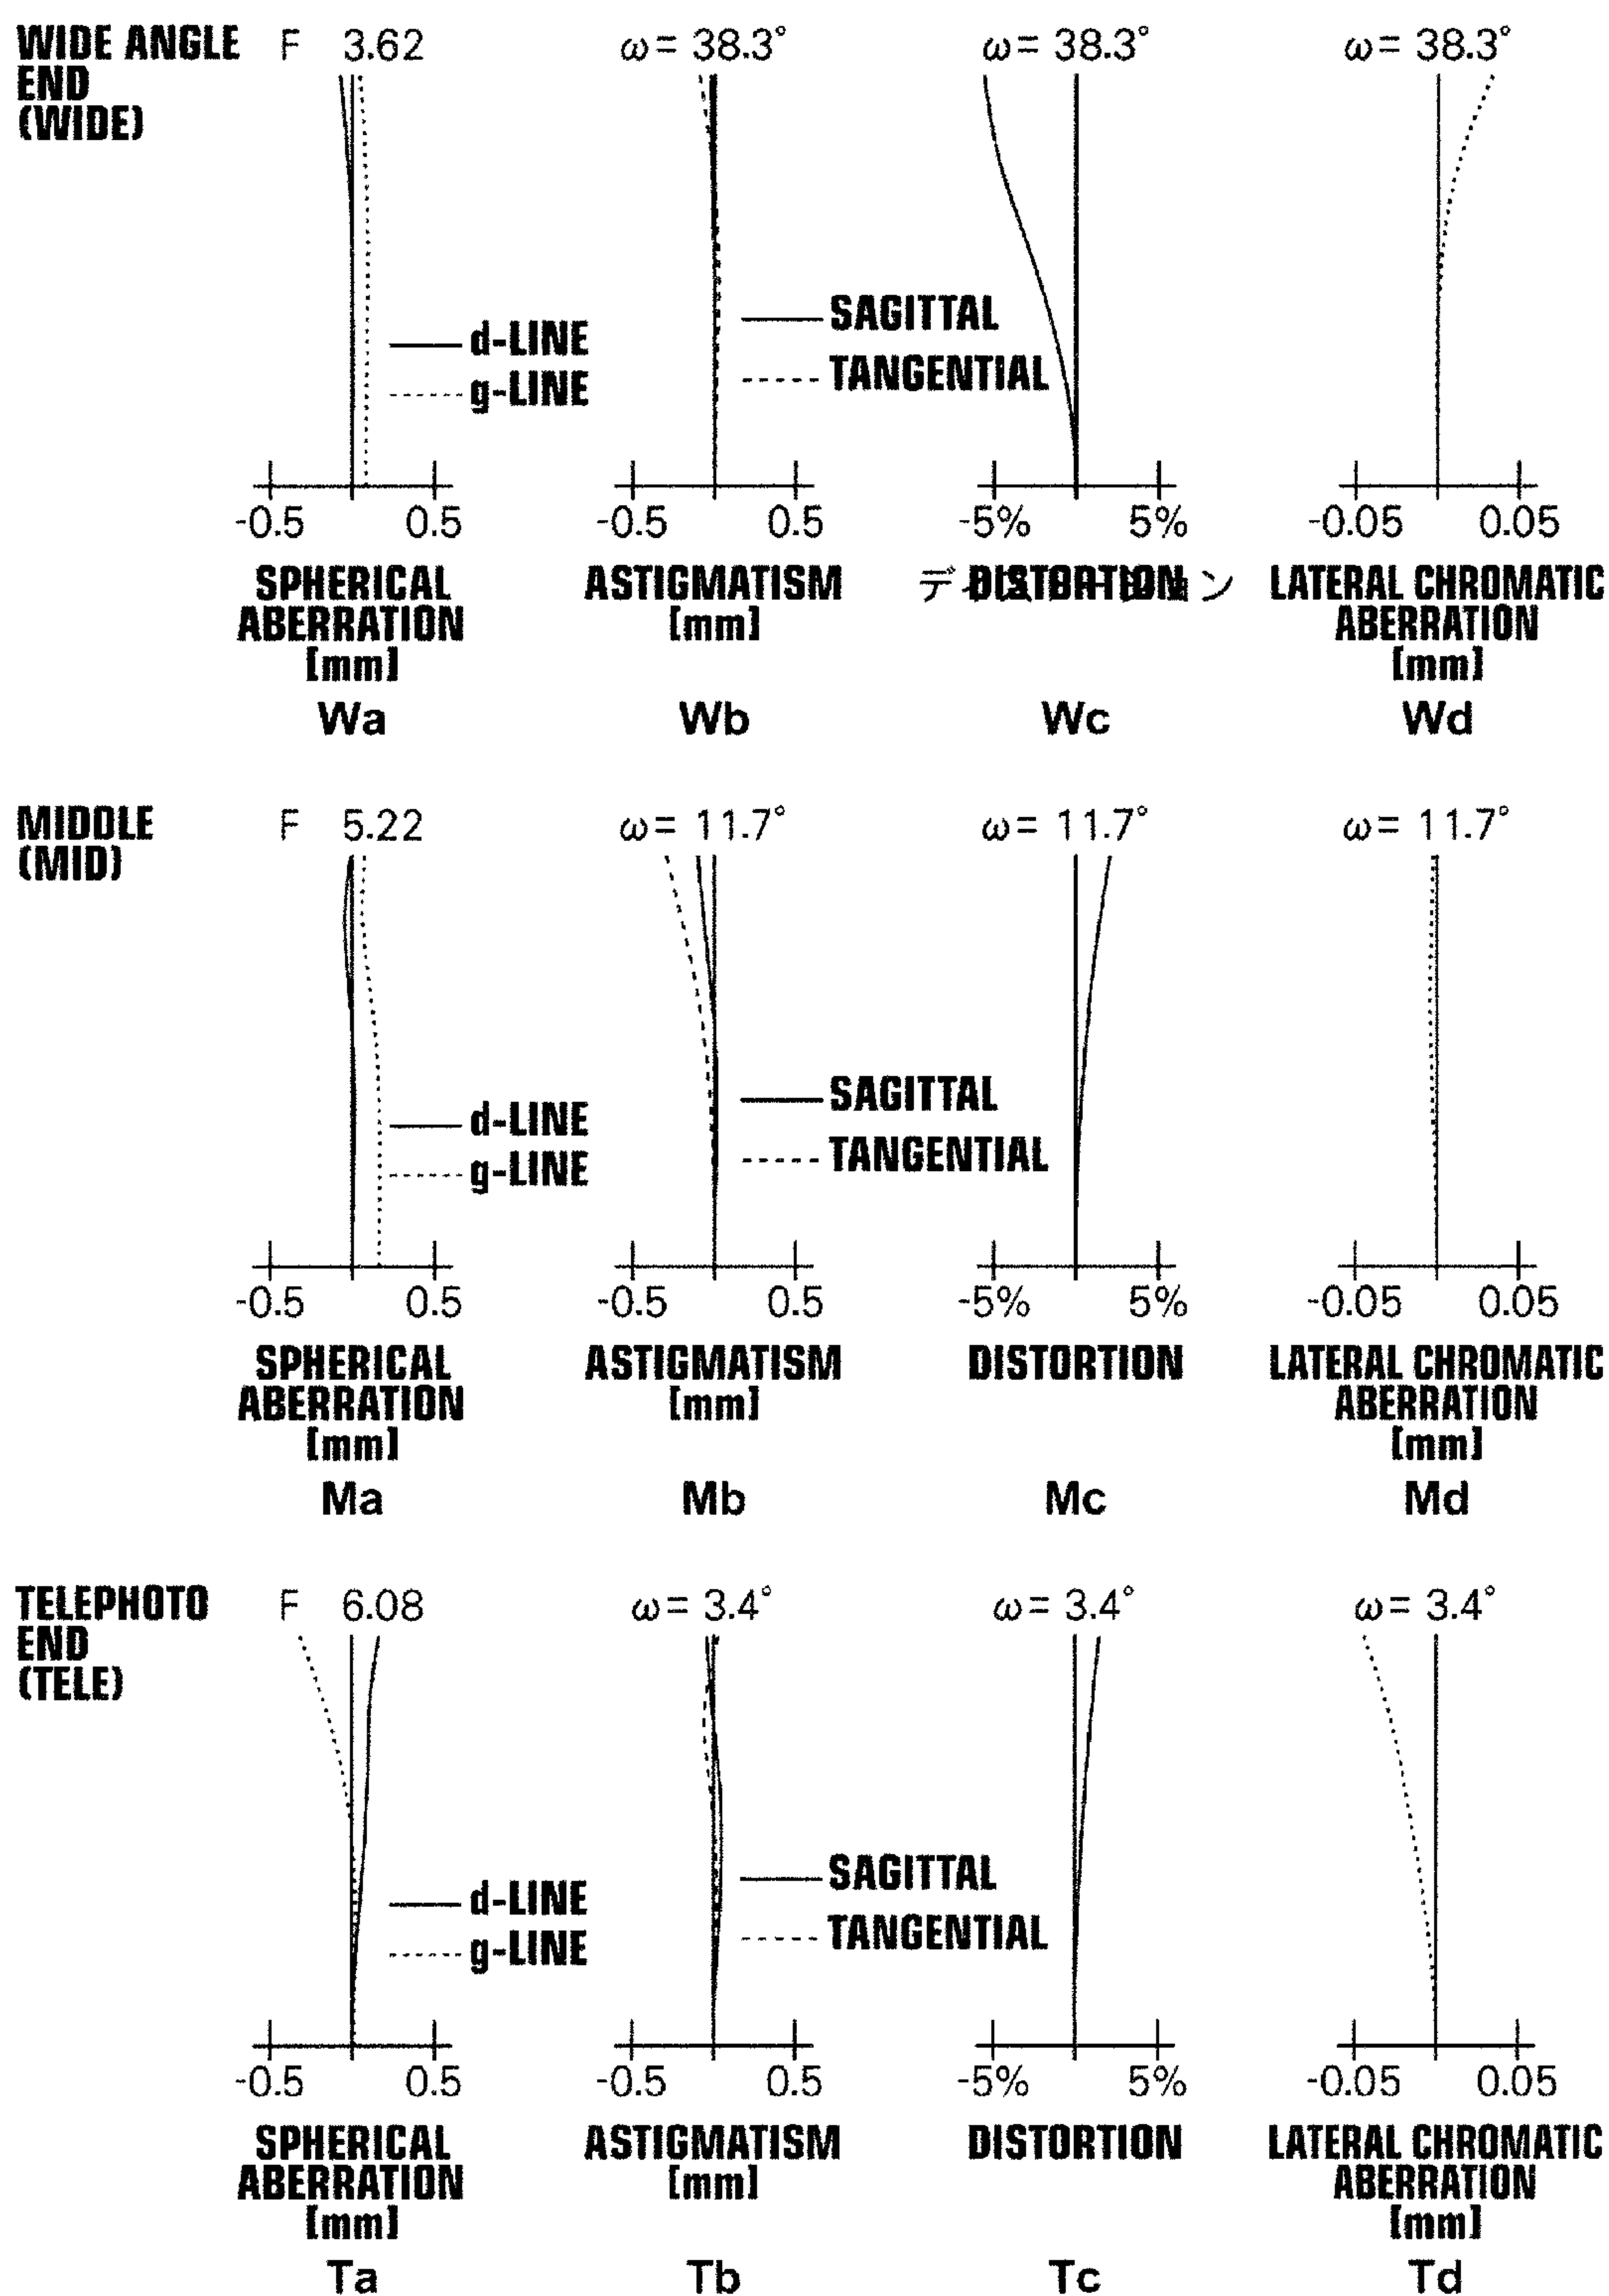 WIDE ANGLE END (WIDE)
F 3.62
ω= 38.3°
ω= 38.3°
ω= 38.3°
d-LINE
g-LINE
SAGITTAL
TANGENTIAL
-0.5 0.5
-0.5 0.5
-5% 5%
-0.05 0.05
SPHERICAL
ABERRATION
[mm]
ASTIGMATISM
[mm]
DISTORTION
LATERAL CHROMATIC
ABERRATION
[mm]
Wa
Wb
Wc
Wd
MIDDLE
(MID)
F 5.22
ω= 11.7°
ω= 11.7°
ω= 11.7°
d-LINE
g-LINE
SAGITTAL
TANGENTIAL
-0.5 0.5
-0.5 0.5
-5% 5%
-0.05 0.05
SPHERICAL
ABERRATION
[mm]
ASTIGMATISM
[mm]
DISTORTION
LATERAL CHROMATIC
ABERRATION
[mm]
Ma
Mb
Mc
Md
TELEPHOTO
END
(TELE)
F 6.08
ω= 3.4°
ω= 3.4°
ω= 3.4°
d-LINE
g-LINE
SAGITTAL
TANGENTIAL
-0.5 0.5
-0.5 0.5
-5% 5%
-0.05 0.05
SPHERICAL
ABERRATION
[mm]
ASTIGMATISM
[mm]
DISTORTION
LATERAL CHROMATIC
ABERRATION
[mm]
Ta
Tb
Tc
Td